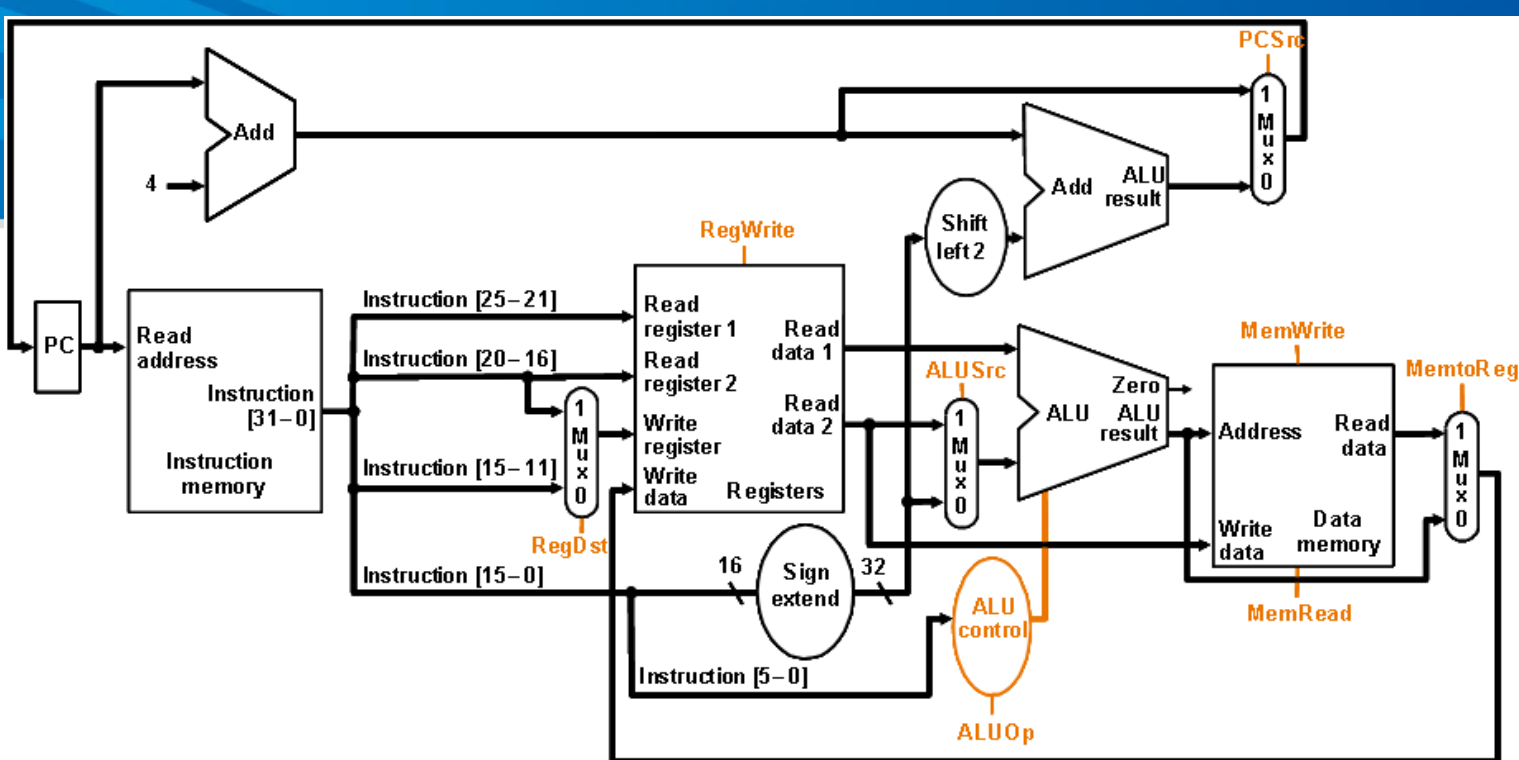 PCSrc
1
M
u
x
0
Add
4
Add
ALU
result
Shift
left 2
RegWrite
PC
Read
address
Instruction
[31–0]
Instruction
memory
Instruction [25–21]
Instruction [20–16]
Instruction [15–11]
Instruction [15–0]
Instruction [5–0]
1
M
u
x
0
RegDst
Read
register 1
Read
register 2
Write
register
Write
data
Read
data 1
Read
data 2
Registers
16
Sign
extend
32
ALUSrc
1
M
u
x
0
Zero
ALU
ALU
result
ALU
control
ALUOp
MemWrite
Address
Read
data
Write
data
Data
memory
MemRead
MemtoReg
1
M
u
x
0